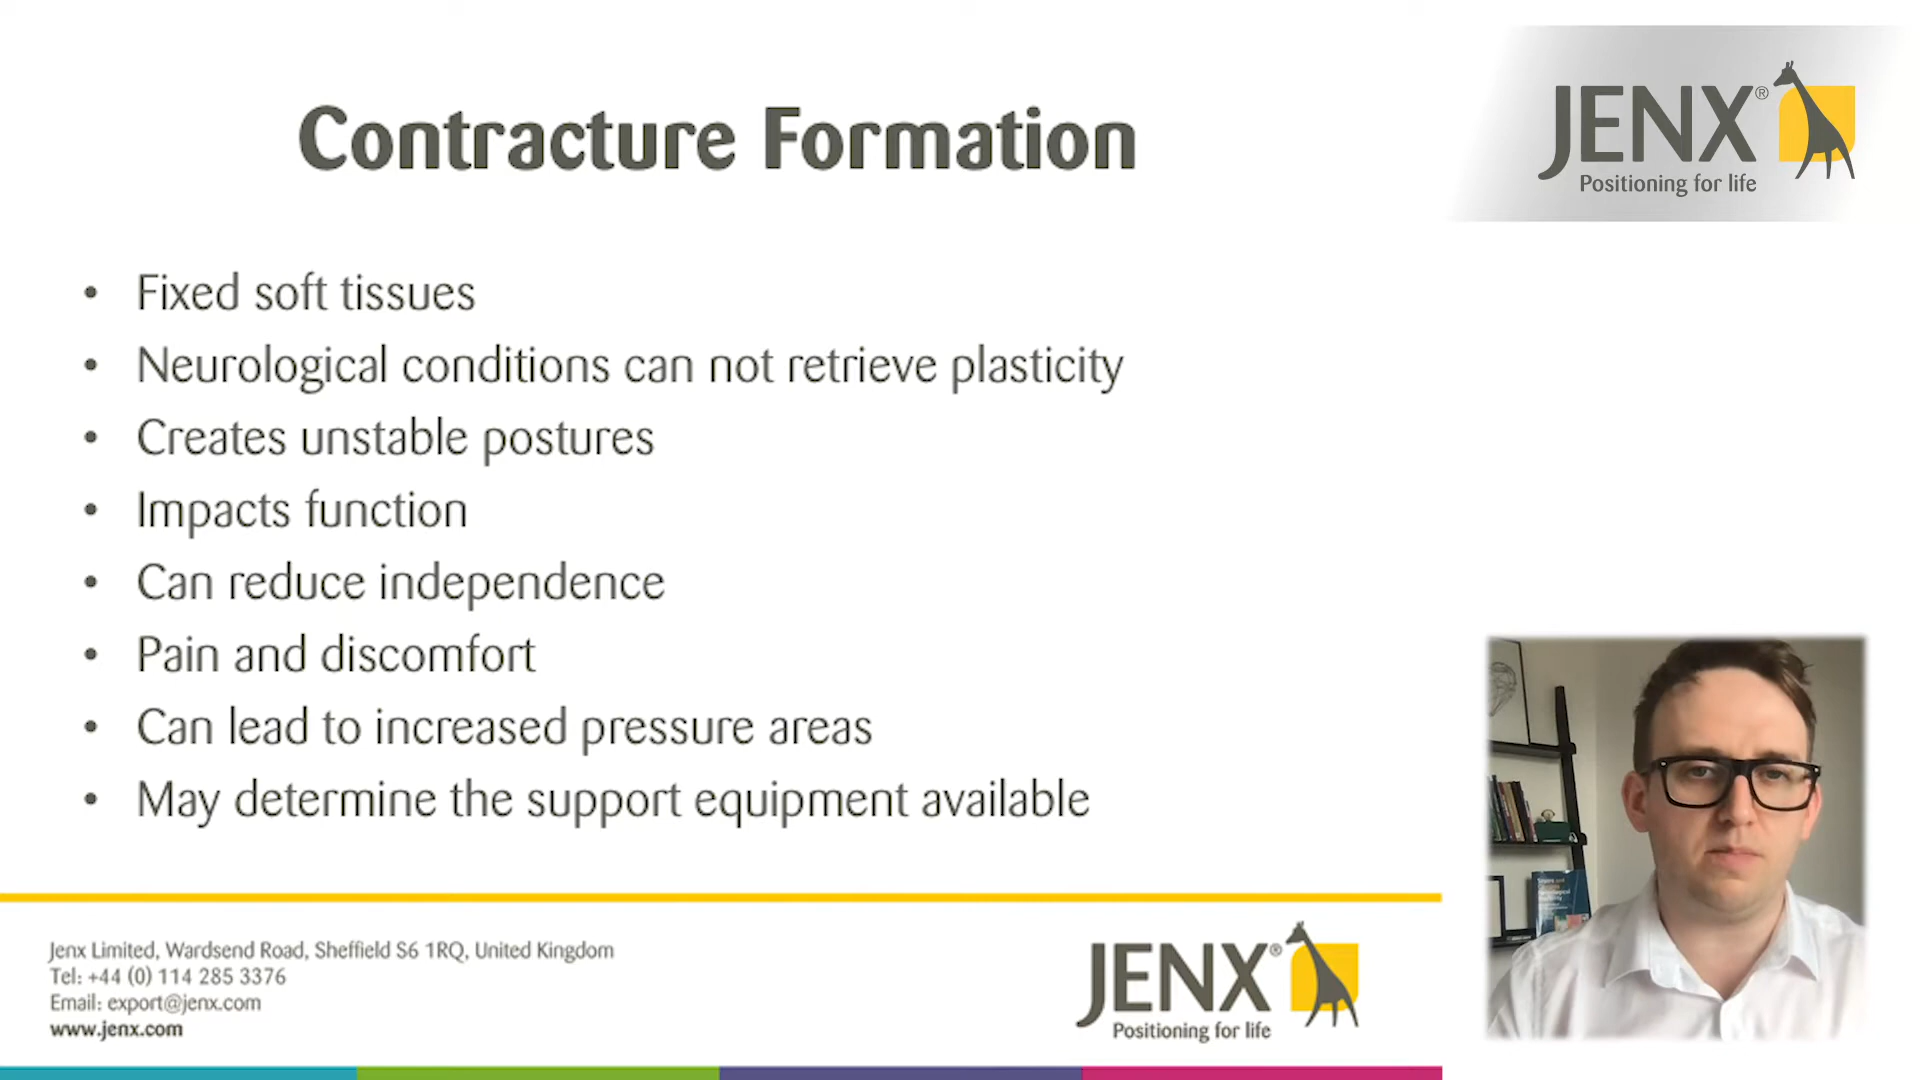 Contracture Formation
JENX®
Positioning for life
• Fixed soft tissues
• Neurological conditions can not retrieve plasticity
• Creates unstable postures
• Impacts function
• Can reduce independence
• Pain and discomfort
• Can lead to increased pressure areas
• May determine the support equipment available
Jenx Limited, Wardsend Road, Sheffield S6 1RQ, United Kingdom
Tel: +44 (0) 114 285 3376
Email: export@jenx.com
www.jenx.com
JENX®
Positioning for life